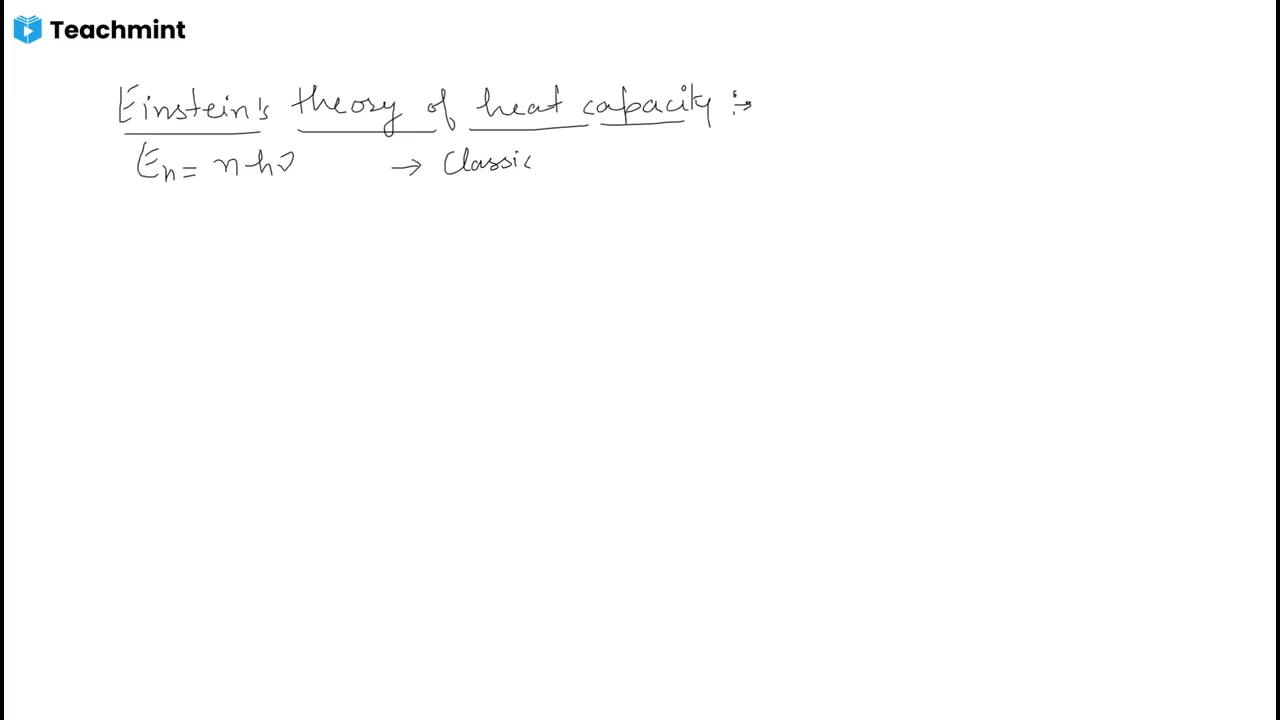 Teachmint
Einstein's theory of heat capacity :→
En = nhν → Classic